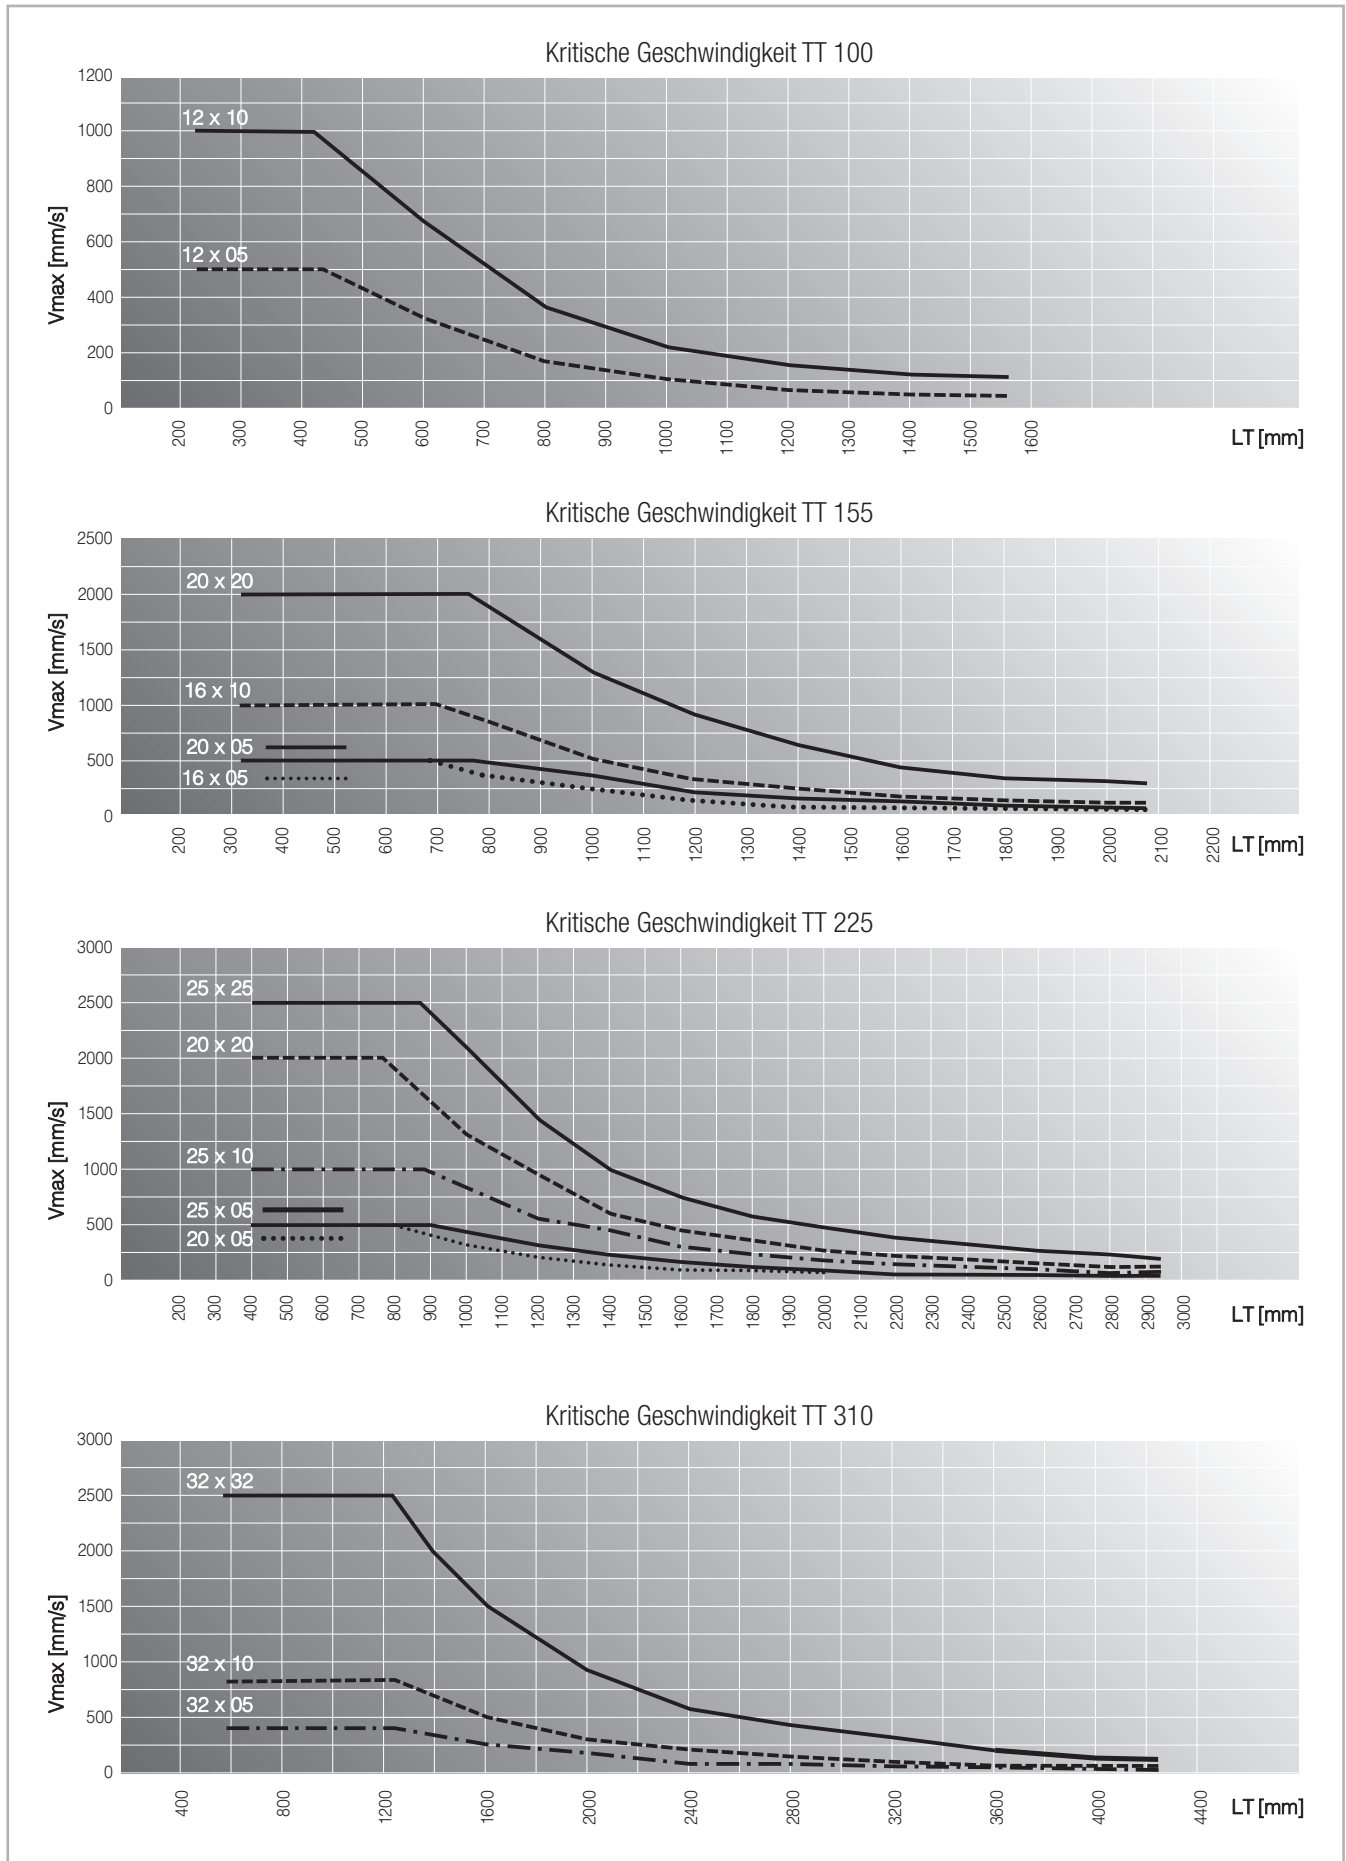 Kritische Geschwindigkeit TT 100
1200
1000
800
600
400
200
0
Vmax [mm/s]
12 x 10
12 x 05
200 300 400 500 600 700 800 900 1000 1100 1200 1300 1400 1500 1600
LT [mm]
Kritische Geschwindigkeit TT 155
2500
2000
1500
1000
500
0
Vmax [mm/s]
20 x 20
16 x 10
20 x 05
16 x 05
200 300 400 500 600 700 800 900 1000 1100 1200 1300 1400 1500 1600 1700 1800 1900 2000 2100 2200
LT [mm]
Kritische Geschwindigkeit TT 225
3000
2500
2000
1500
1000
500
0
Vmax [mm/s]
25 x 25
20 x 20
25 x 10
25 x 05
20 x 05
200 300 400 500 600 700 800 900 1000 1100 1200 1300 1400 1500 1600 1700 1800 1900 2000 2100 2200 2300 2400 2500 2600 2700 2800 2900 3000
LT [mm]
Kritische Geschwindigkeit TT 310
3000
2500
2000
1500
1000
500
0
Vmax [mm/s]
32 x 32
32 x 10
32 x 05
400 800 1200 1600 2000 2400 2800 3200 3600 4000 4400
LT [mm]